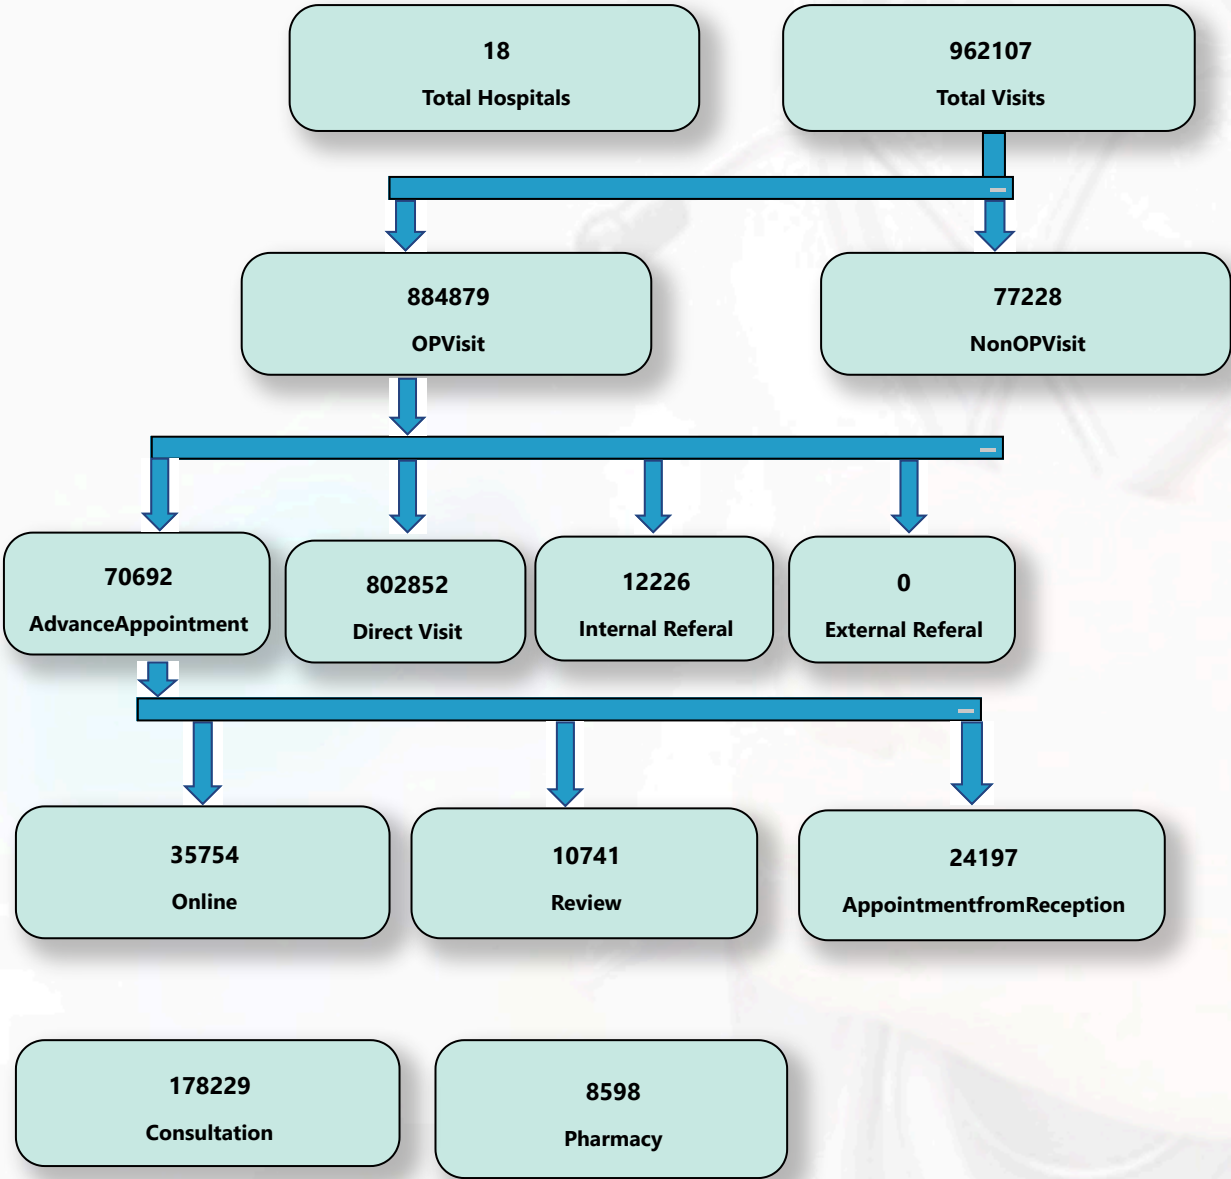 18
Total Hospitals
962107
Total Visits
884879
OPVisit
77228
NonOPVisit
70692
AdvanceAppointment
802852
Direct Visit
12226
Internal Referal
0
External Referal
35754
Online
10741
Review
24197
AppointmentfromReception
178229
Consultation
8598
Pharmacy